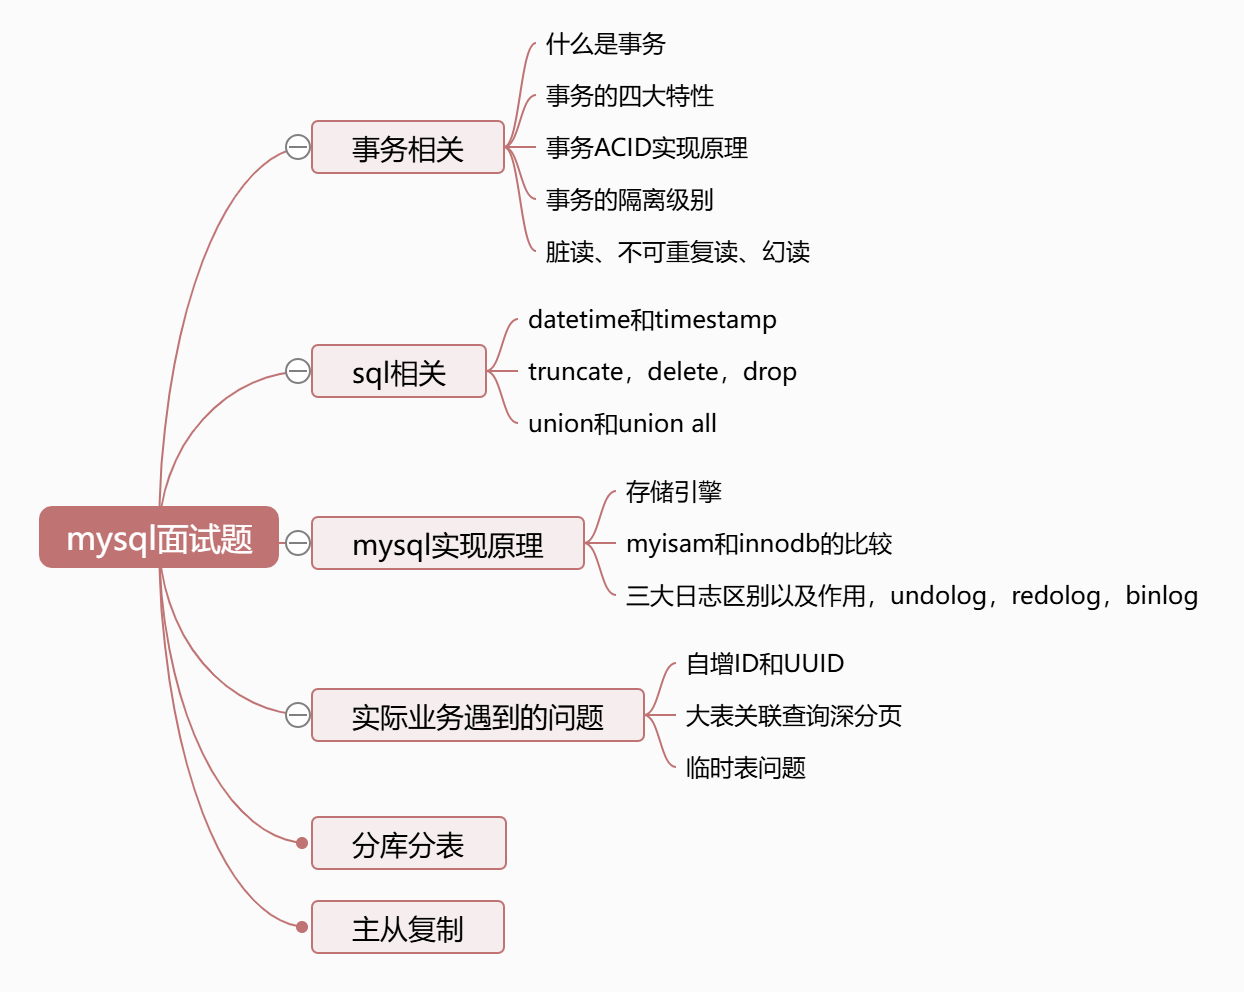 什么是事务
事务的四大特性
事务相关
事务ACID实现原理
事务的隔离级别
脏读、不可重复读、幻读
datetime和timestamp
sql相关
truncate，delete，drop
union和union all
存储引擎
mysql面试题
mysql实现原理
myisam和innodb的比较
三大日志区别以及作用，undolog，redolog，binlog
自增ID和UUID
实际业务遇到的问题
大表关联查询深分页
临时表问题
分库分表
主从复制